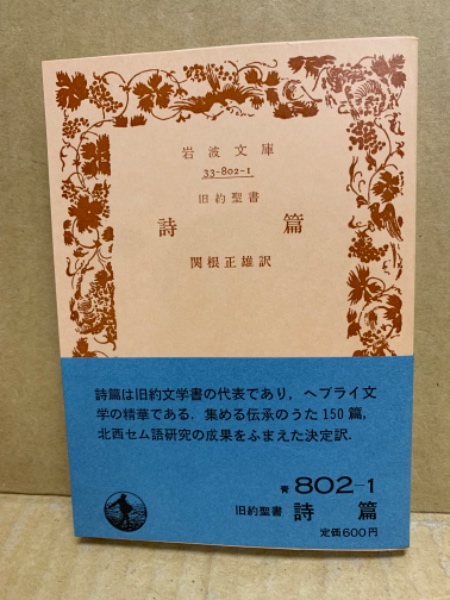 岩波文庫
33-802-1
旧約聖書
詩篇
関根正雄訳
詩篇は旧約文学書の代表であり，ヘブライ文
学の精華である．集める伝承のうた150篇，
北西セム語研究の成果をふまえた決定訳．
青 802-1
旧約聖書 詩篇
定価600円